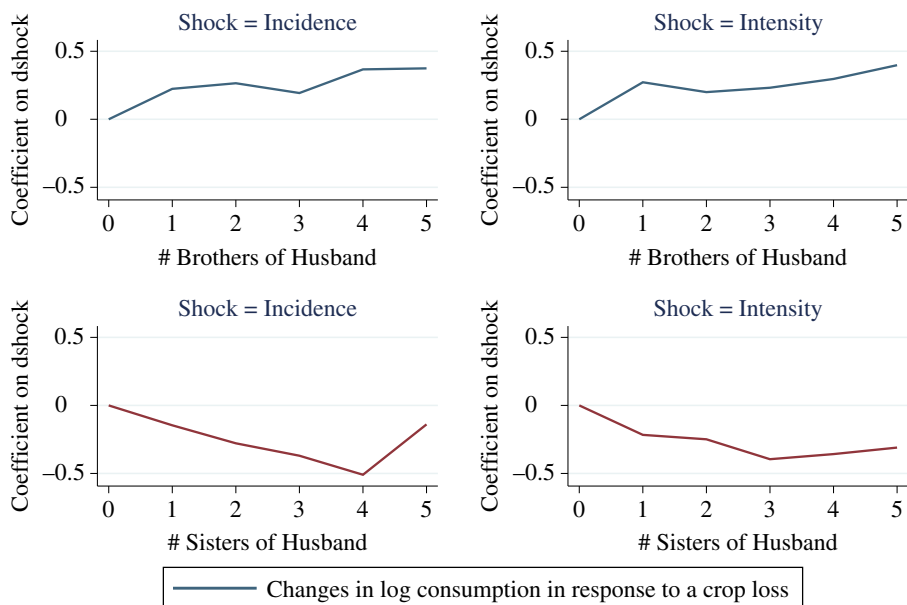 Shock = Incidence
Coefficient on dshock
0.5
0
–0.5
0 1 2 3 4 5
# Brothers of Husband
Shock = Intensity
Coefficient on dshock
0.5
0
–0.5
0 1 2 3 4 5
# Brothers of Husband
Shock = Incidence
Coefficient on dshock
0.5
0
–0.5
0 1 2 3 4 5
# Sisters of Husband
Shock = Intensity
Coefficient on dshock
0.5
0
–0.5
0 1 2 3 4 5
# Sisters of Husband
Changes in log consumption in response to a crop loss